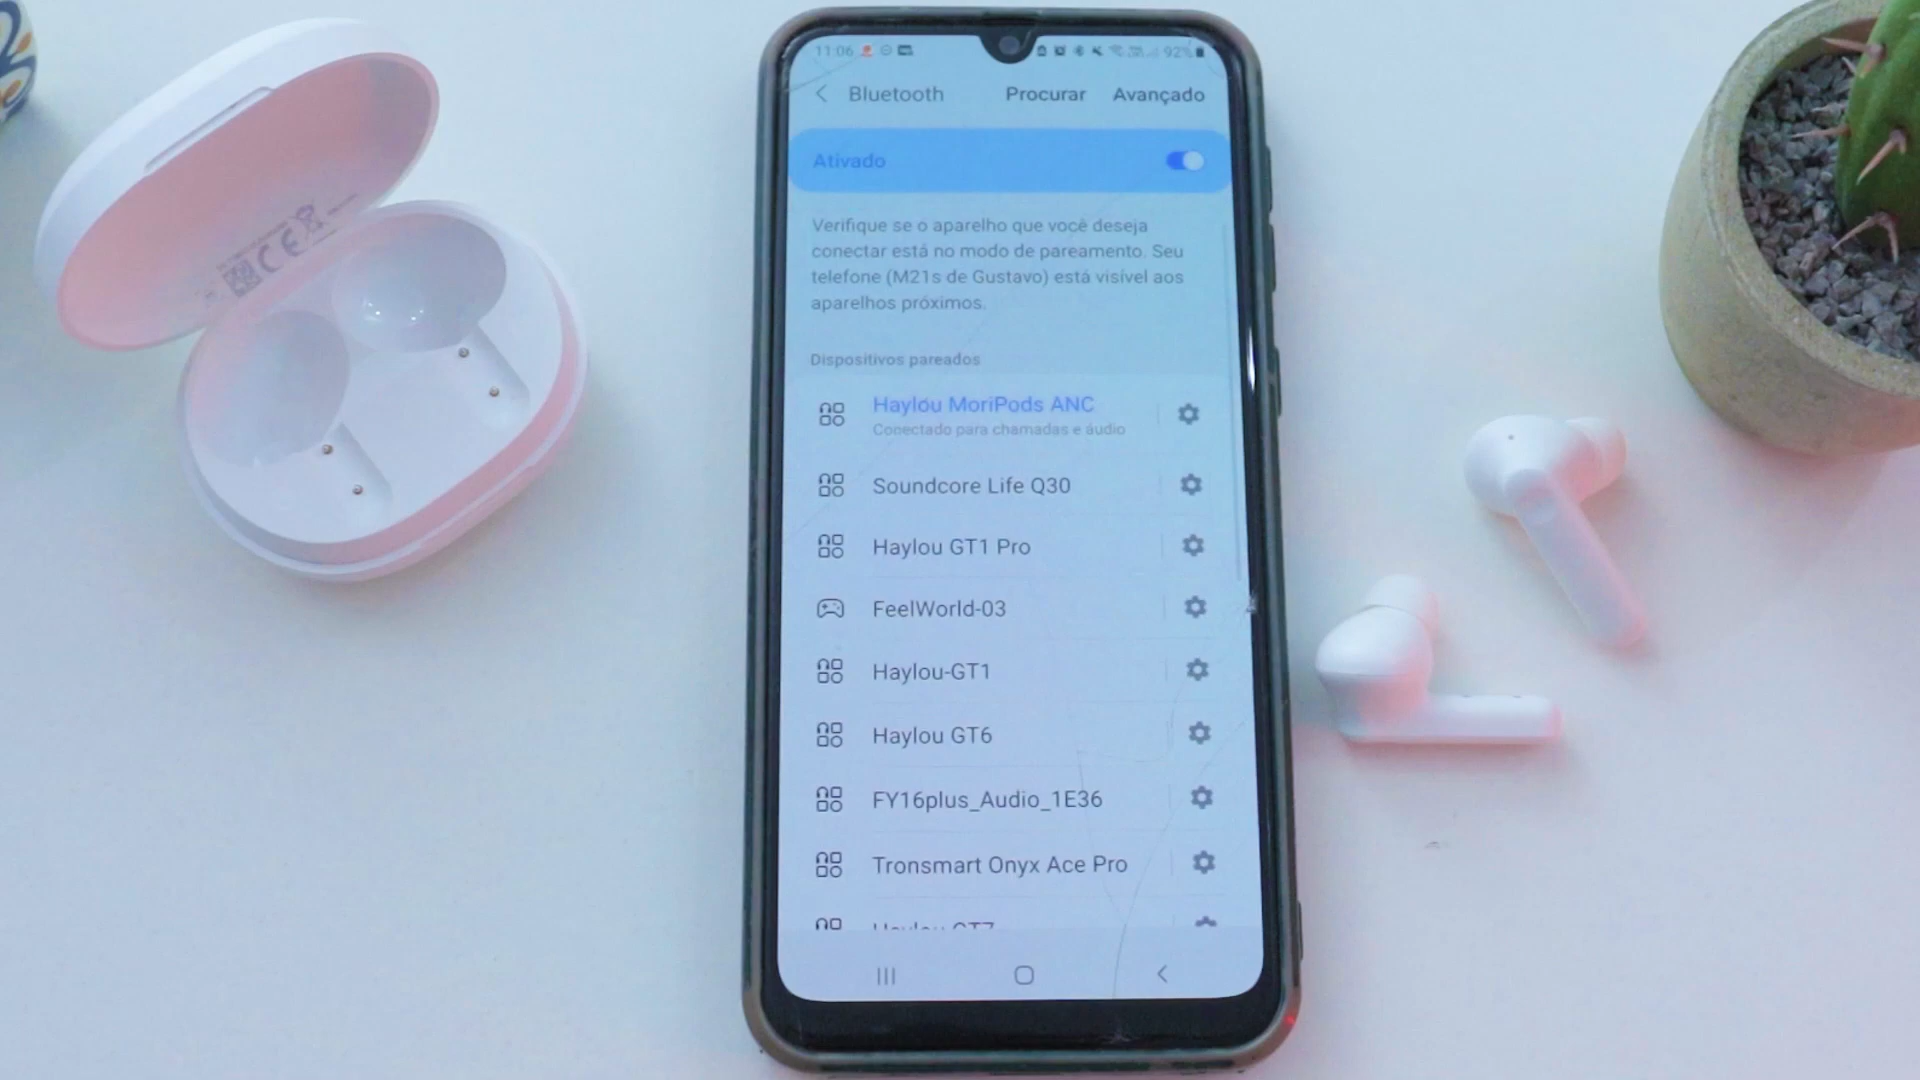 11:06
92%
Bluetooth
Procurar
Avançado
Ativado
Verifique se o aparelho que você deseja
conectar está no modo de pareamento. Seu
telefone (M21s de Gustavo) está visível aos
aparelhos próximos.
Dispositivos pareados
Haylou MoriPods ANC
Conectado para chamadas e áudio
Soundcore Life Q30
Haylou GT1 Pro
FeelWorld-03
Haylou-GT1
Haylou GT6
FY16plus_Audio_1E36
Tronsmart Onyx Ace Pro
Haylou GT7
CE